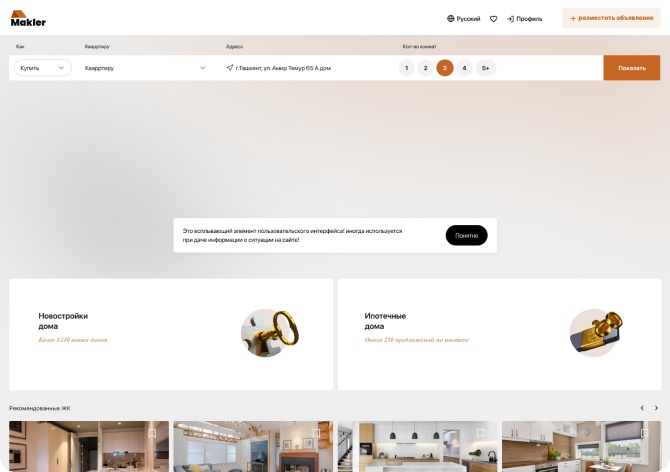 Makler
Русский
Профиль
+ разместить объявление
Как
Квартиру
Адресс
Кол-во комнат
Купить
Кварртиру
г.Ташкент, ул. Амир Темур 65 А дом
1
2
3
4
5+
Показать
Это всплывающий элемент пользовательского интерфейса! иногда используется
при даче информации о ситуации на сайте!
Понятно
Новостройки
дома
Более 1240 новых домов
Ипотечные
дома
Около 250 предложений по ипотеке
Рекомендованные ЖК